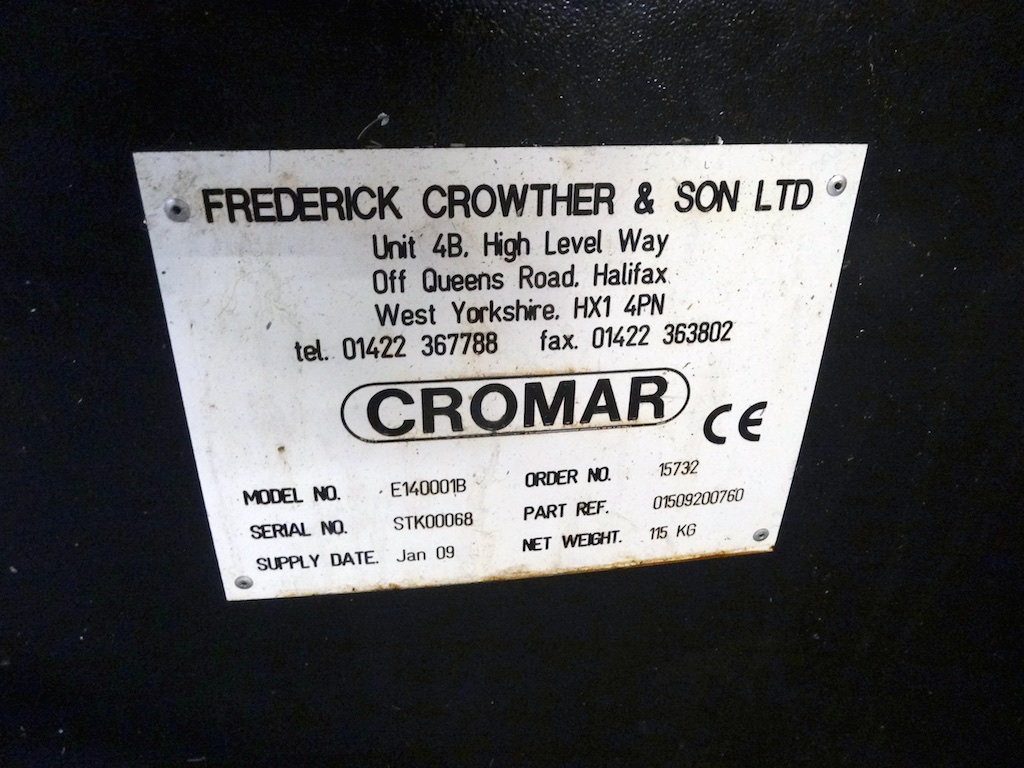 FREDERICK CROWTHER & SON LTD
Unit 4B, High Level Way
Off Queens Road, Halifax
West Yorkshire, HX1 4PN
tel. 01422 367788 fax. 01422 363802
CROMAR CE
MODEL NO. E140001B ORDER NO. 15732
SERIAL NO. STK00068 PART REF. 01509200760
SUPPLY DATE. Jan 09 NET WEIGHT. 115 KG